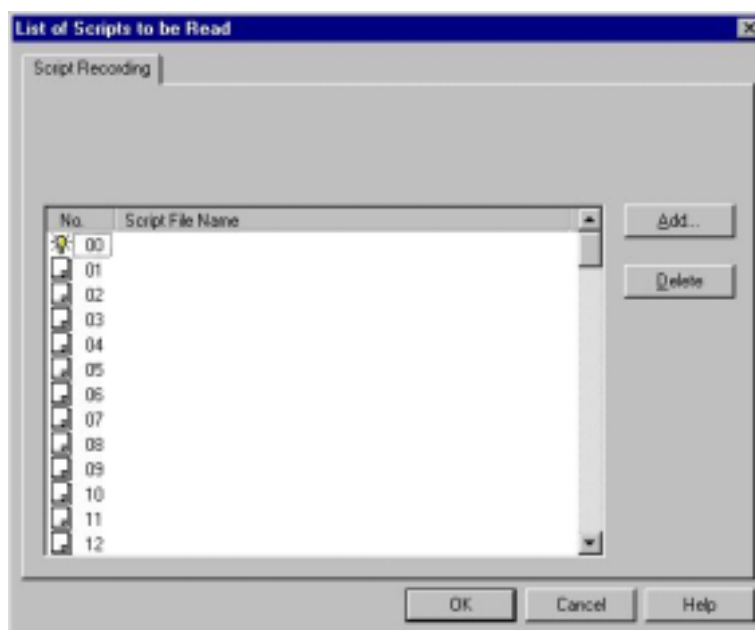 List of Scripts to be Read
Script Recording
No. Script File Name
00
01
02
03
04
05
06
07
08
09
10
11
12
Add...
Delete
OK Cancel Help